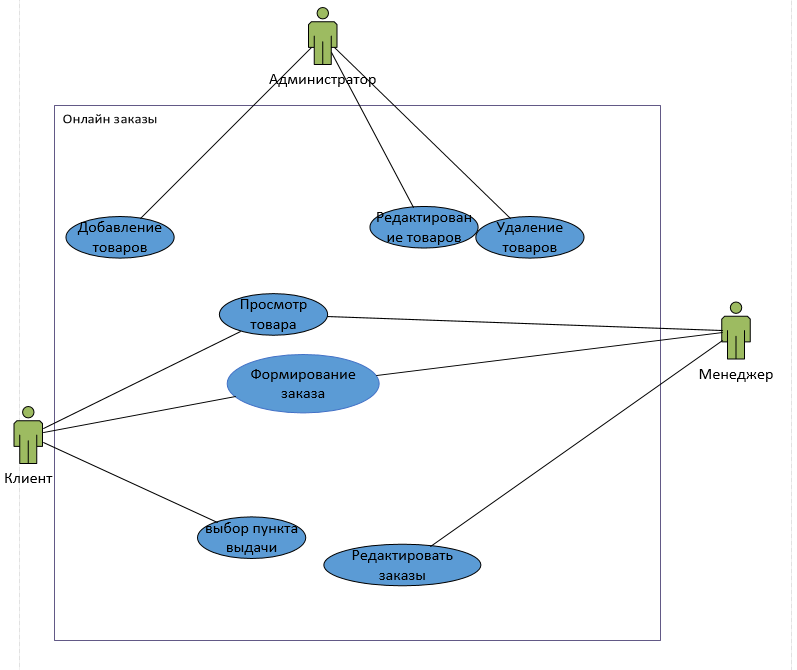 Администратор
Онлайн заказы
Добавление
товаров
Редактирован
ие товаров
Удаление
товаров
Просмотр
товара
Менеджер
Формирование
заказа
Клиент
выбор пункта
выдачи
Редактировать
заказы